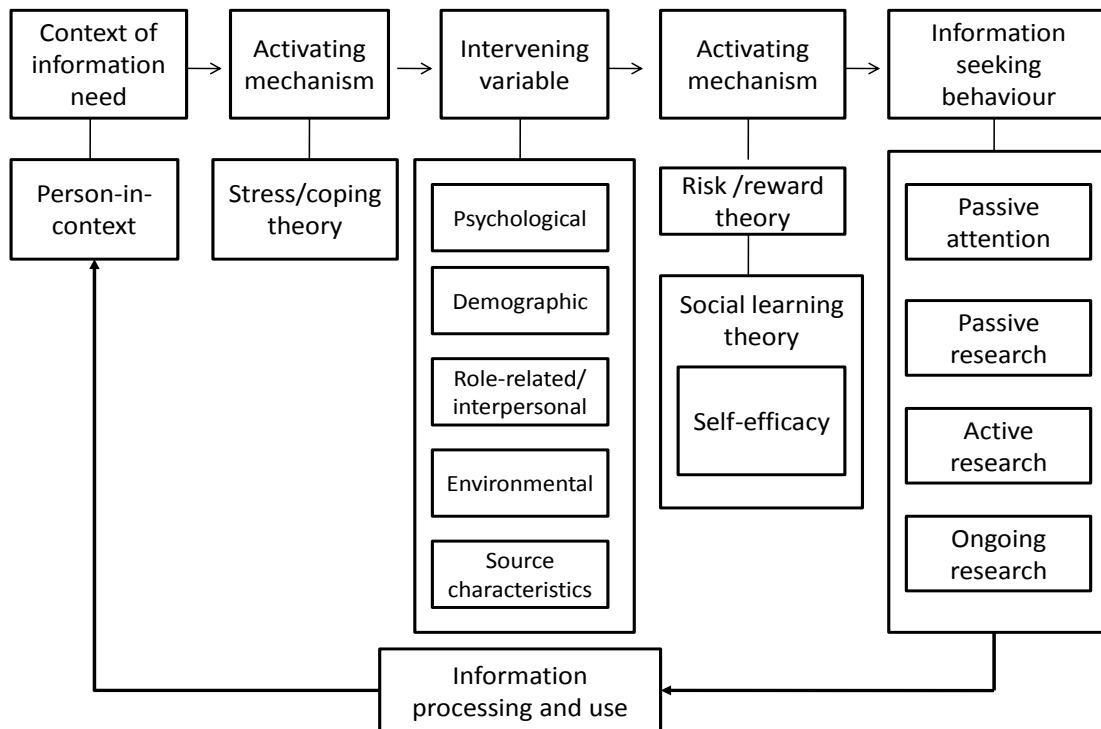 Context of
information
need
Activating
mechanism
Intervening
variable
Activating
mechanism
Information
seeking
behaviour
Person-in-
context
Stress/coping
theory
Psychological
Demographic
Role-related/
interpersonal
Environmental
Source
characteristics
Risk /reward
theory
Social learning
theory
Self-efficacy
Passive
attention
Passive
research
Active
research
Ongoing
research
Information
processing and use